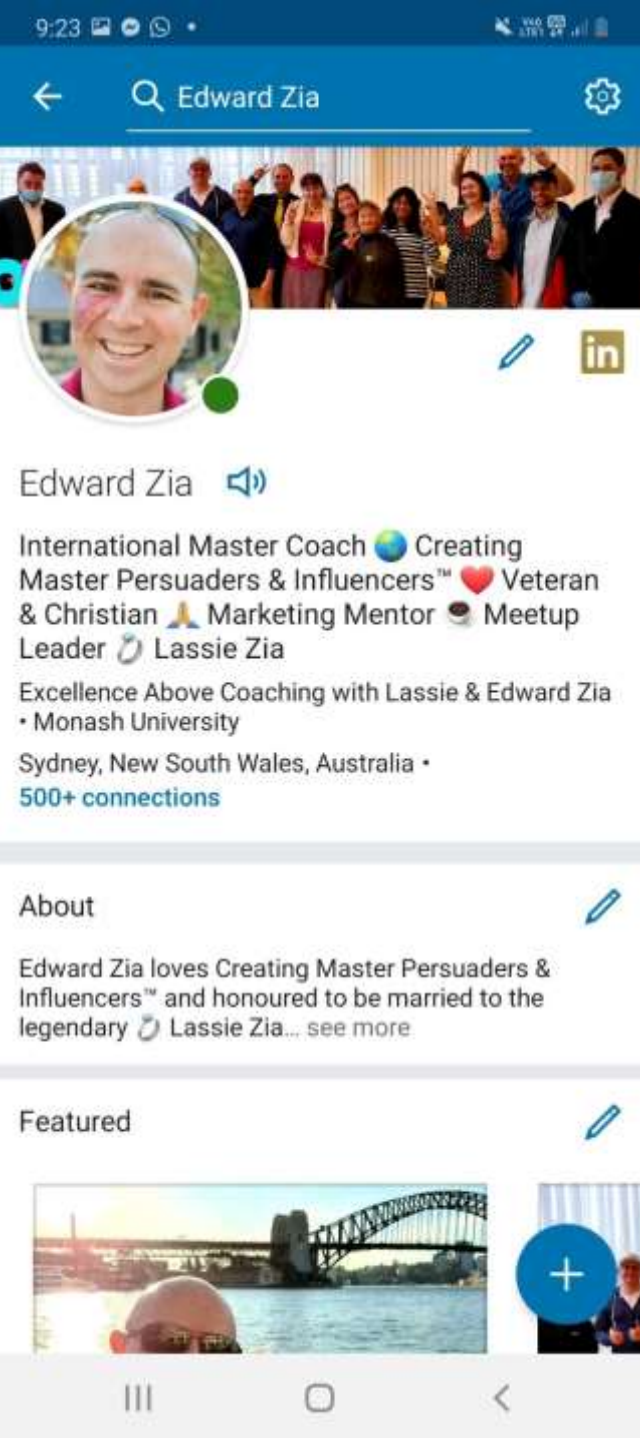 9:23
Edward Zia
in
Edward Zia
International Master Coach 🌏 Creating
Master Persuaders & Influencers™ ❤️ Veteran
& Christian 🙏 Marketing Mentor ☕ Meetup
Leader 💍 Lassie Zia
Excellence Above Coaching with Lassie & Edward Zia
• Monash University
Sydney, New South Wales, Australia •
500+ connections
About
Edward Zia loves Creating Master Persuaders &
Influencers™ and honoured to be married to the
legendary 💍 Lassie Zia... see more
Featured